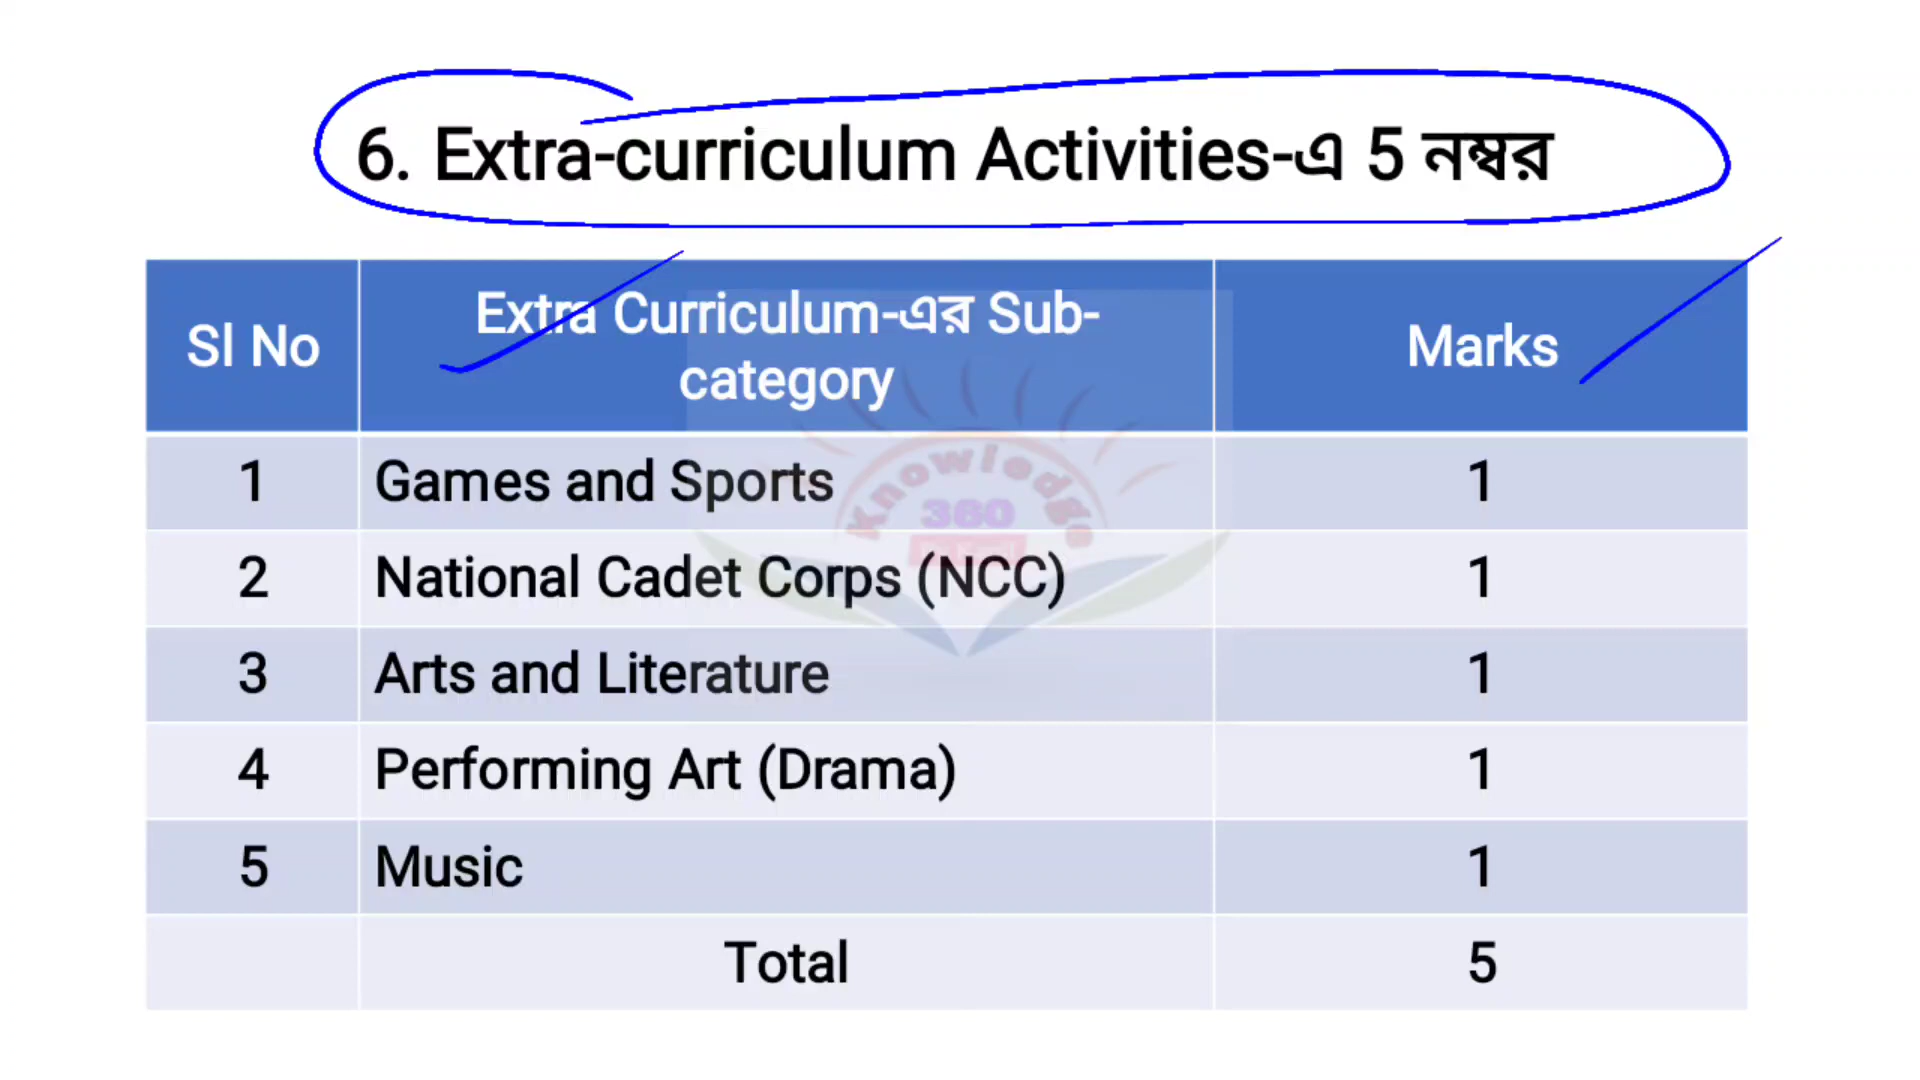 6. Extra-curriculum Activities-এ 5 নম্বর
Sl No Extra Curriculum-এর Sub-category Marks
1 Games and Sports 1
2 National Cadet Corps (NCC) 1
3 Arts and Literature 1
4 Performing Art (Drama) 1
5 Music 1
Total 5
Knowledge
360